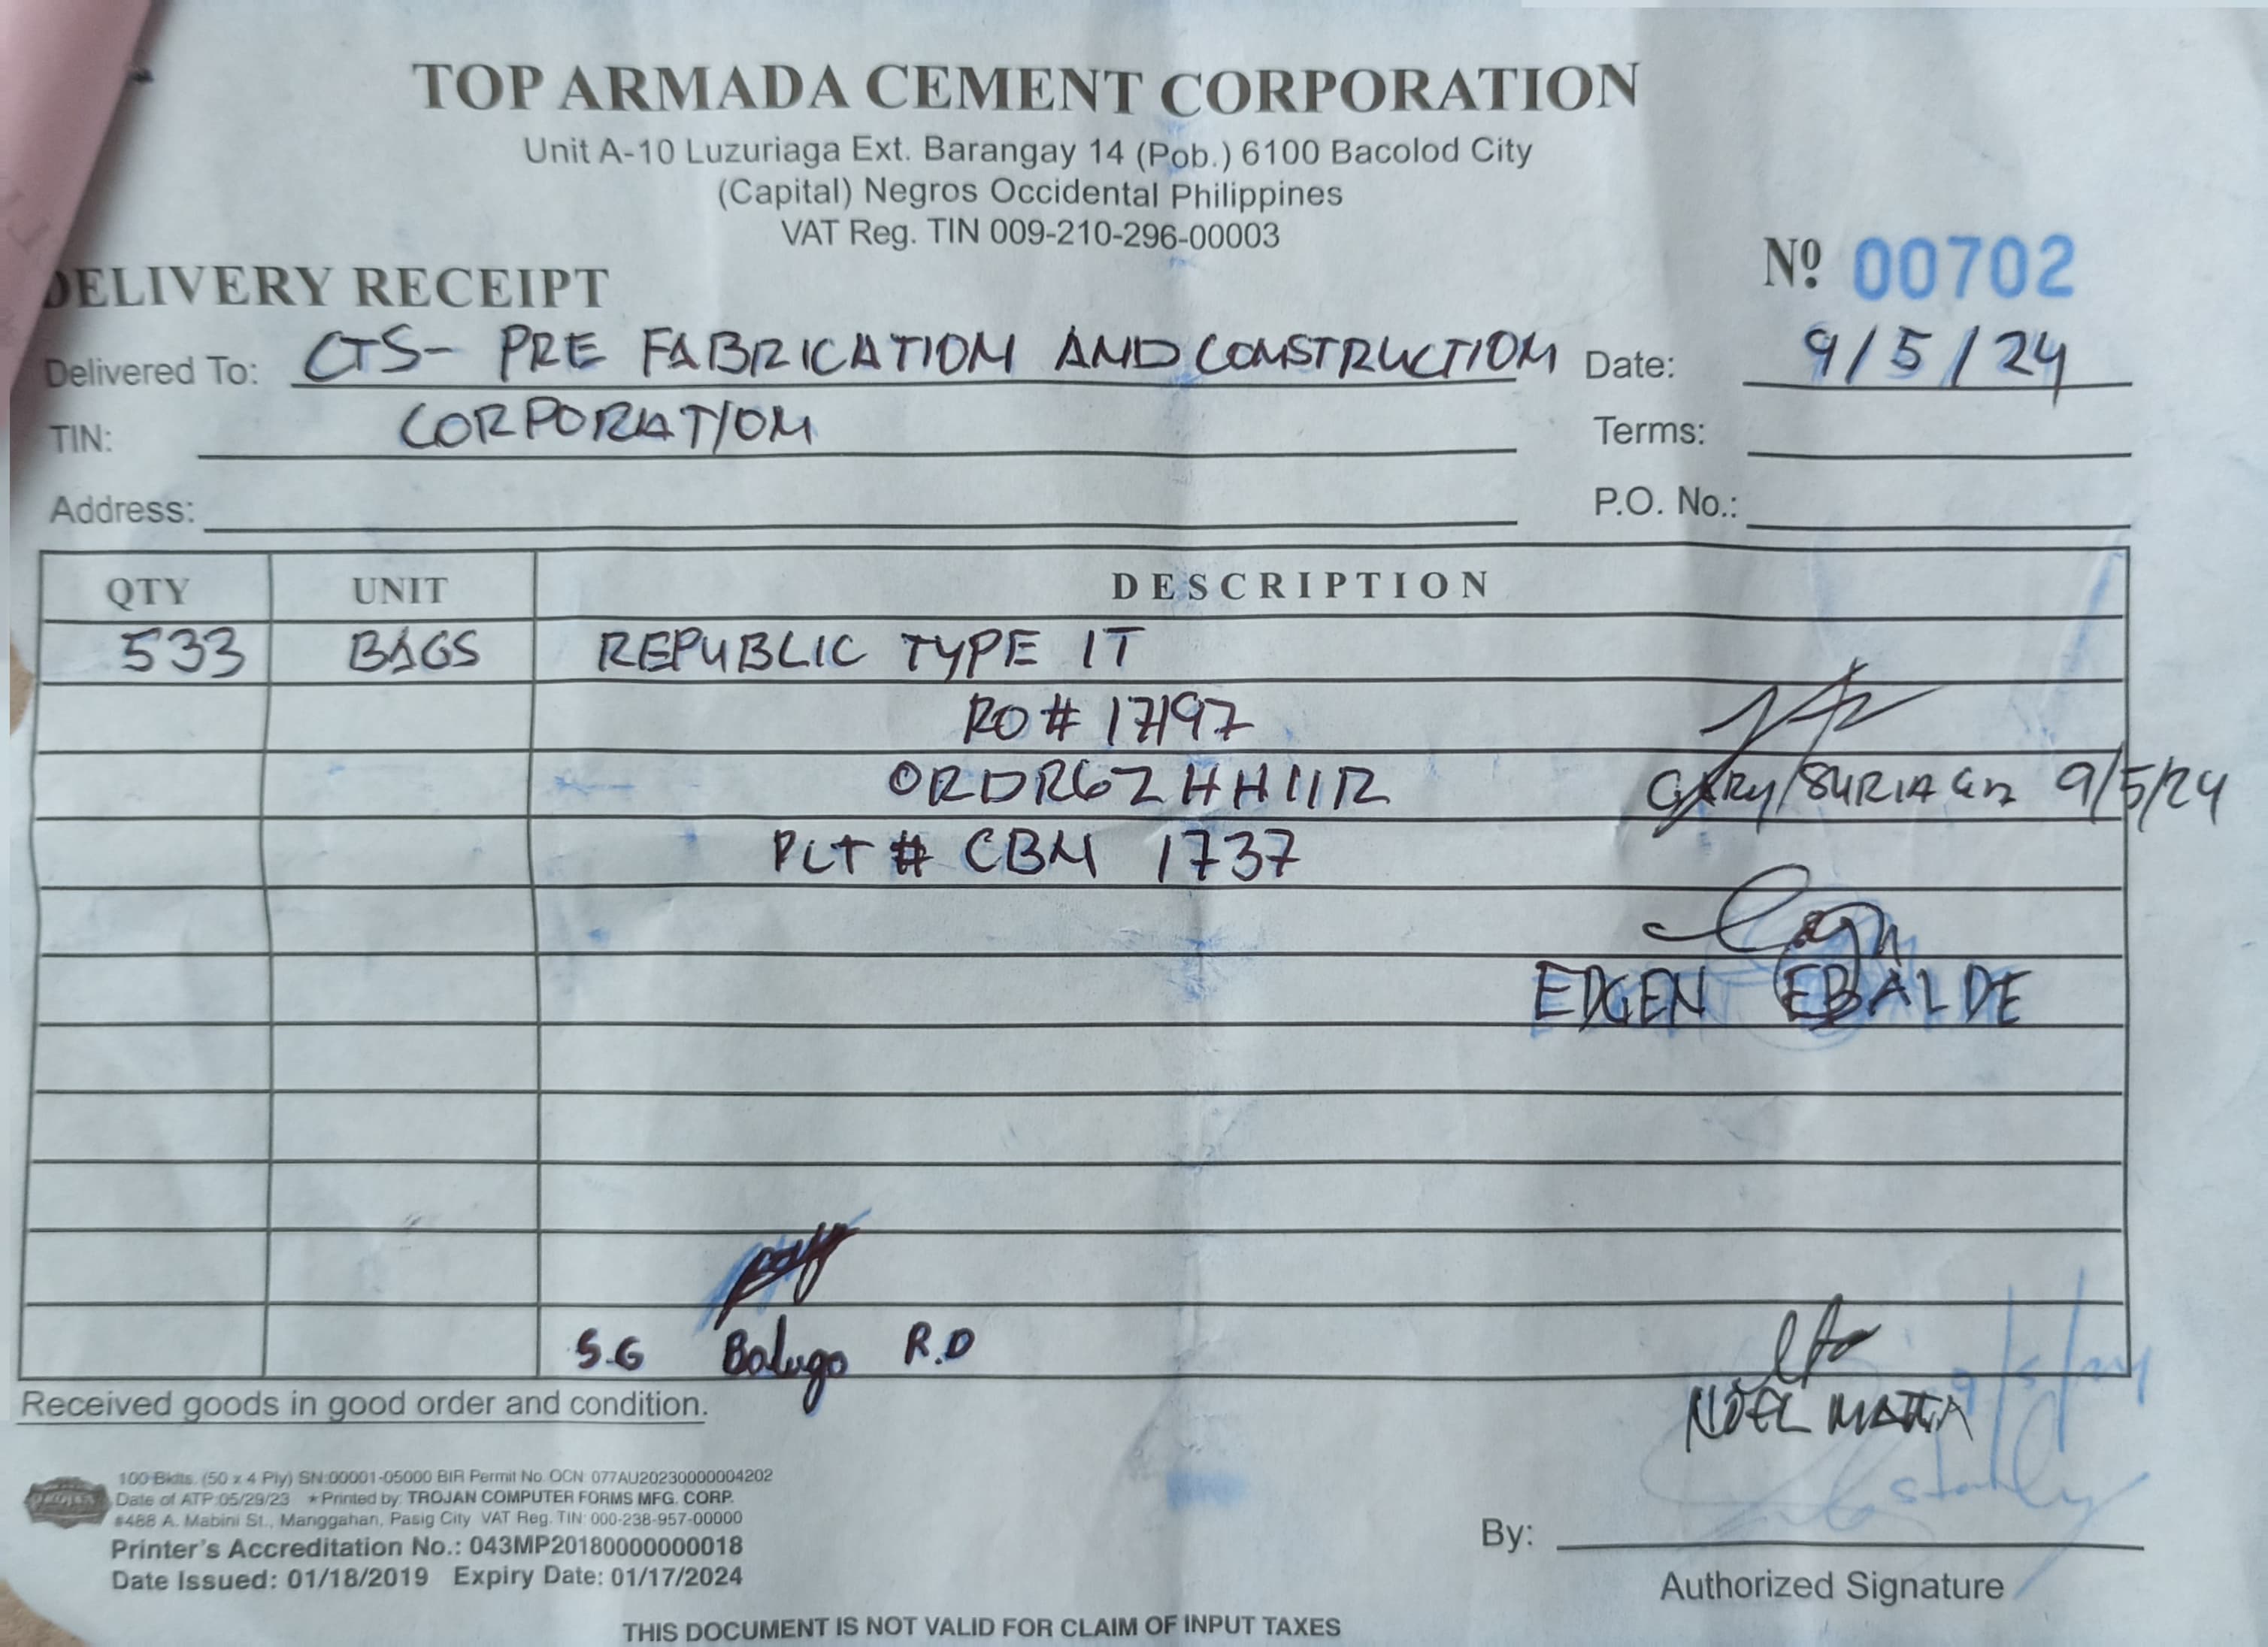 TOP ARMADA CEMENT CORPORATION
Unit A-10 Luzuriaga Ext. Barangay 14 (Pob.) 6100 Bacolod City
(Capital) Negros Occidental Philippines
VAT Reg. TIN 009-210-296-00003
DELIVERY RECEIPT
Nº 00702
Delivered To: CTS- PRE FABRICATION AND CONSTRUCTION
Date: 9/5/24
TIN: CORPORATION
Terms:
Address:
P.O. No.:
QTY UNIT DESCRIPTION
533 BAGS REPUBLIC TYPE 1T
RO # 17197
ORDR6ZHH11R
GARY 9/5/24
PLT # CBM 1737
EDGEN EBALDE
S.G Balugo R.D
Received goods in good order and condition.
NOEL
9/5/24
100 Bklts. (50 x 4 Ply) SN:00001-05000 BIR Permit No. OCN 077AU20230000004202
Date of ATP:05/29/23 ★Printed by: TROJAN COMPUTER FORMS MFG. CORP.
#488 A. Mabini St., Manggahan, Pasig City VAT Reg. TIN: 000-238-957-00000
Printer's Accreditation No.: 043MP20180000000018
Date Issued: 01/18/2019 Expiry Date: 01/17/2024
By:
Authorized Signature
THIS DOCUMENT IS NOT VALID FOR CLAIM OF INPUT TAXES